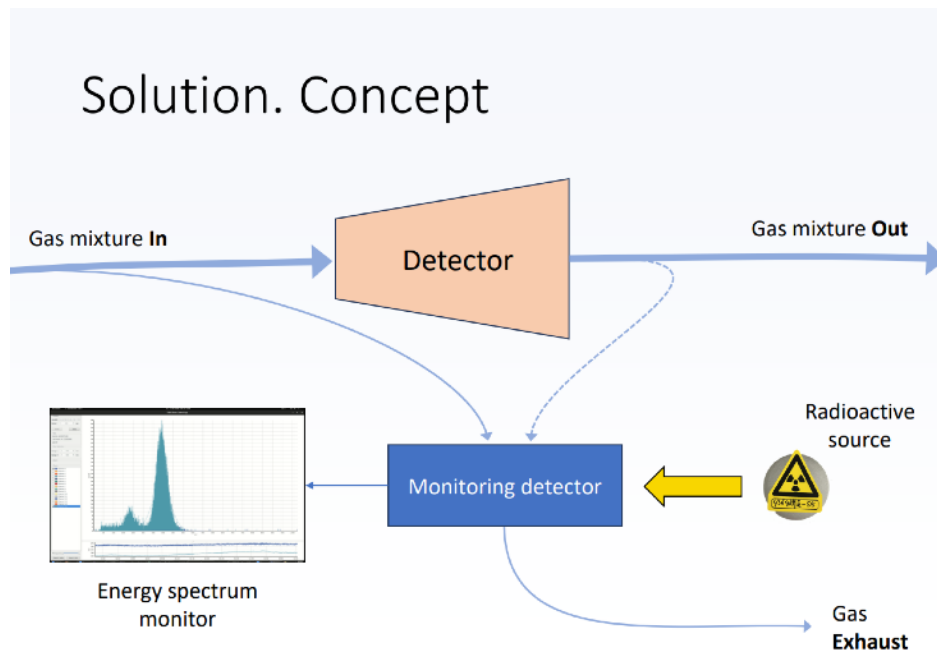 Solution. Concept
Gas mixture In
Gas mixture Out
Detector
Radioactive
source
Monitoring detector
Energy spectrum
monitor
Gas
Exhaust